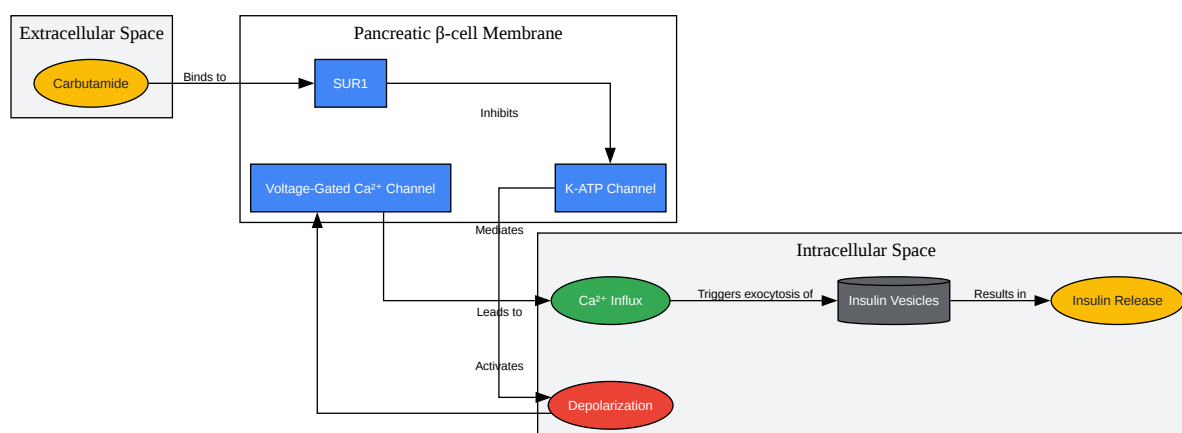 Extracellular Space
Pancreatic β-cell Membrane
Carbutamide
Binds to
SUR1
Inhibits
Voltage-Gated Ca²⁺ Channel
K-ATP Channel
Mediates
Intracellular Space
Ca²⁺ Influx
Triggers exocytosis of
Insulin Vesicles
Results in
Insulin Release
Leads to
Activates
Depolarization